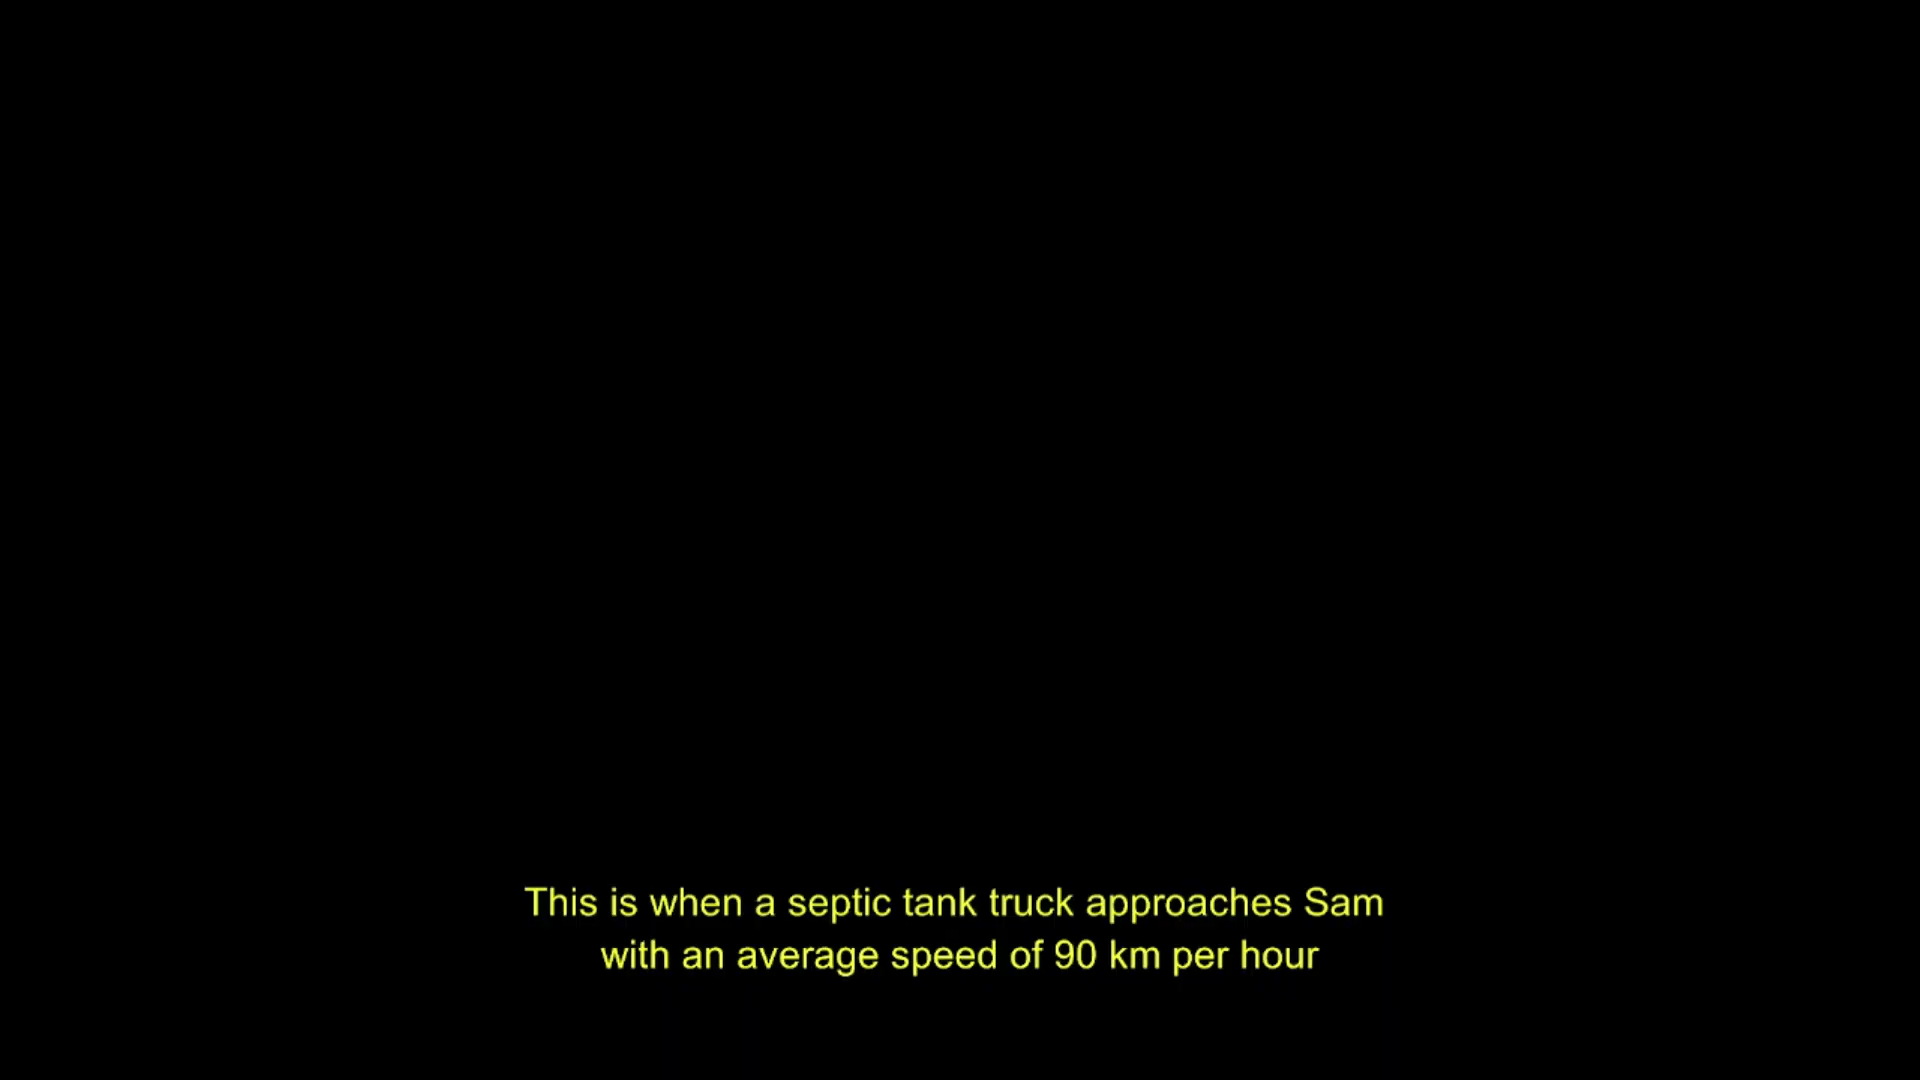 This is when a septic tank truck approaches Sam
with an average speed of 90 km per hour